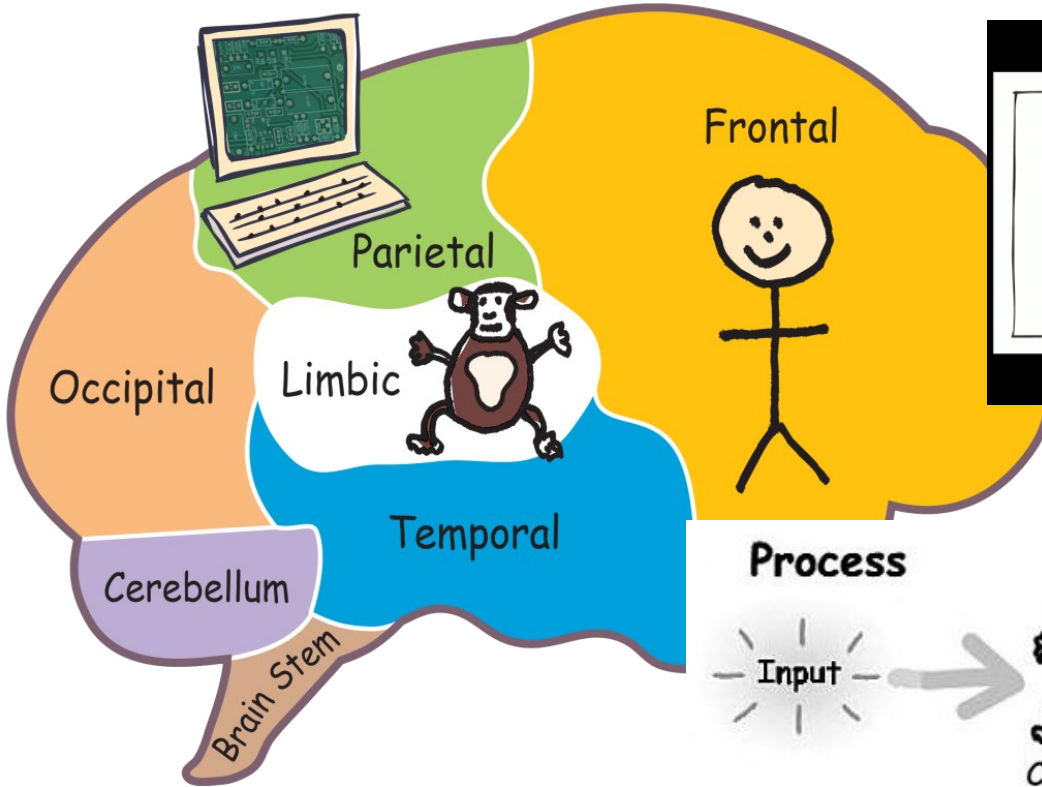 Frontal
Parietal
Occipital
Limbic
Temporal
Cerebellum
Brain Stem
Process
Input